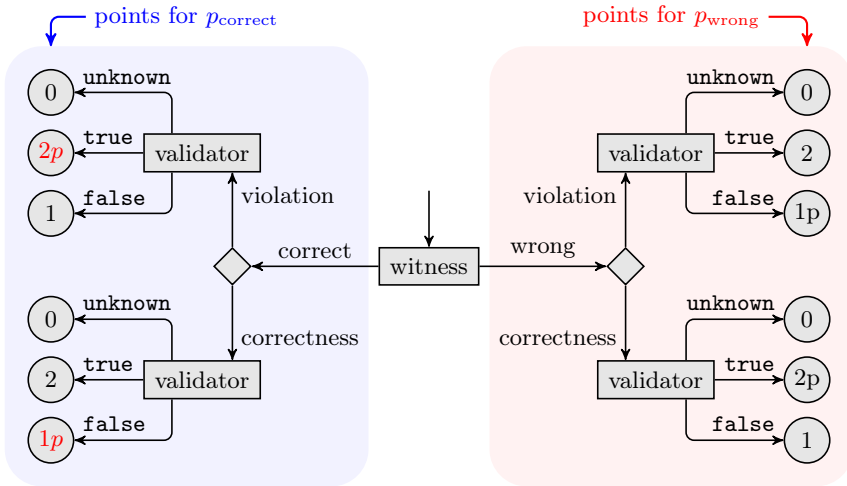 points for p_correct
points for p_wrong
unknown
0
true
2p
validator
false
1
violation
correct
correctness
unknown
0
true
2
validator
false
1p
witness
wrong
unknown
0
true
2
validator
false
1p
violation
correctness
unknown
0
true
2p
validator
false
1